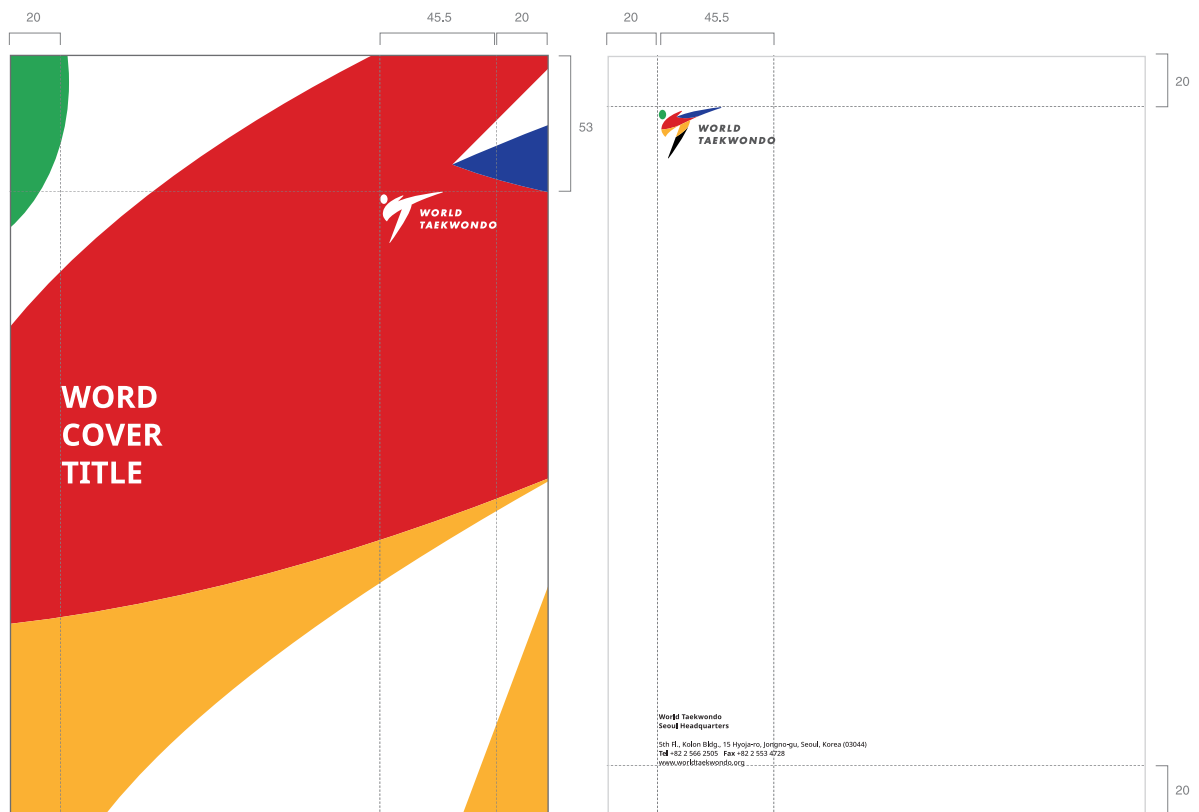 20
45.5
20
53
WORLD
TAEKWONDO
WORD
COVER
TITLE
20
45.5
20
WORLD
TAEKWONDO
World Taekwondo
Seoul Headquarters
5th Fl., Kolon Bldg., 15 Hyoja-ro, Jongno-gu, Seoul, Korea (03044)
Tel +82 2 566 2505 Fax +82 2 553 4728
www.worldtaekwondo.org
20